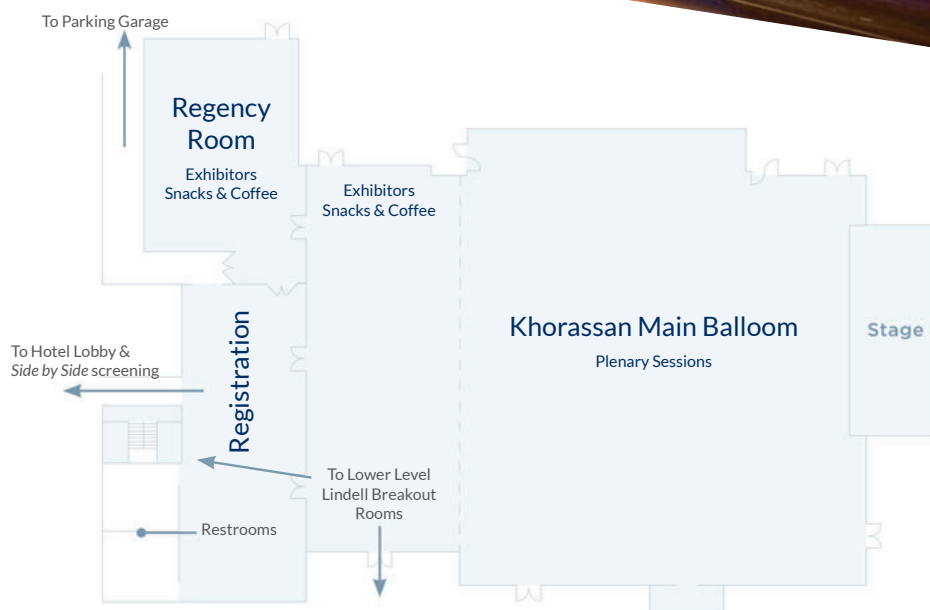 To Parking Garage
Regency
Room
Exhibitors
Snacks & Coffee
Exhibitors
Snacks & Coffee
Khorassan Main Balloom
Plenary Sessions
Stage
Registration
To Hotel Lobby &
Side by Side screening
To Lower Level
Lindell Breakout
Rooms
Restrooms